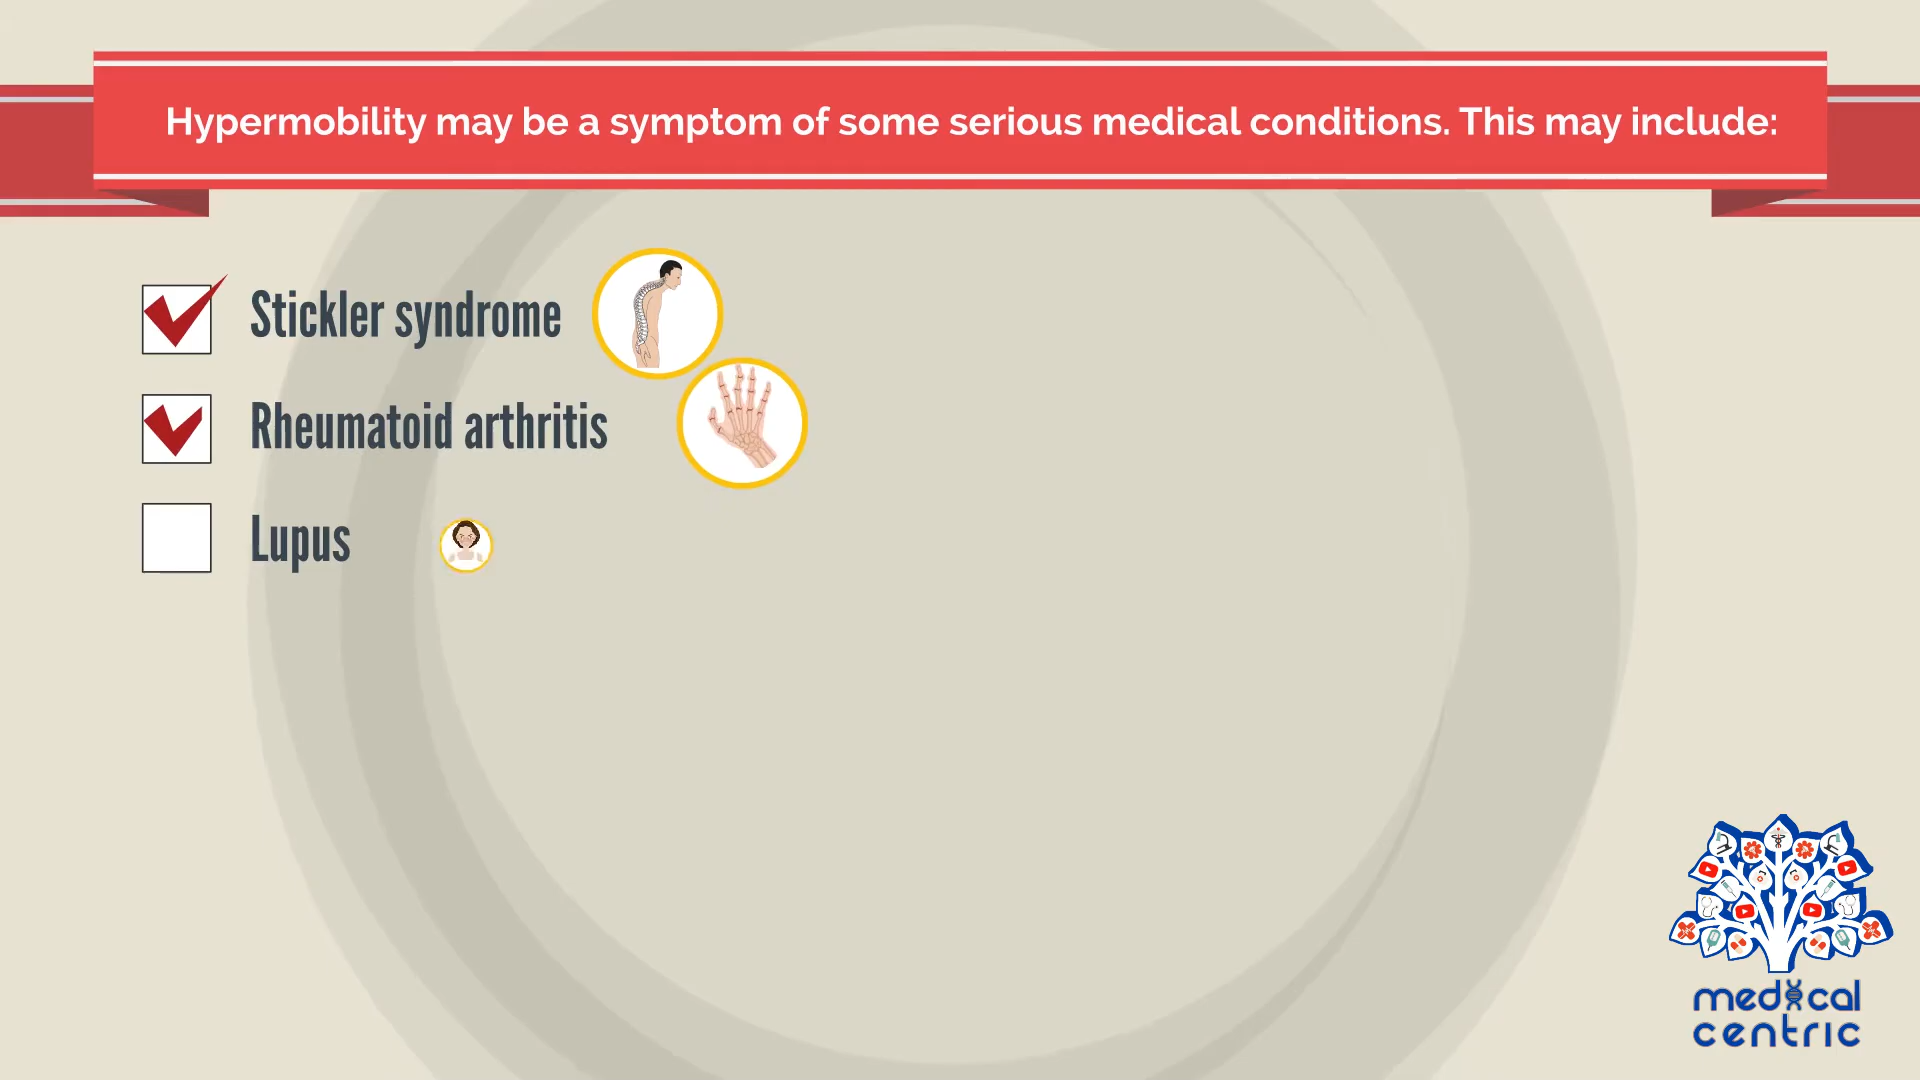 Hypermobility may be a symptom of some serious medical conditions. This may include:
Stickler syndrome
Rheumatoid arthritis
Lupus
medical
centric